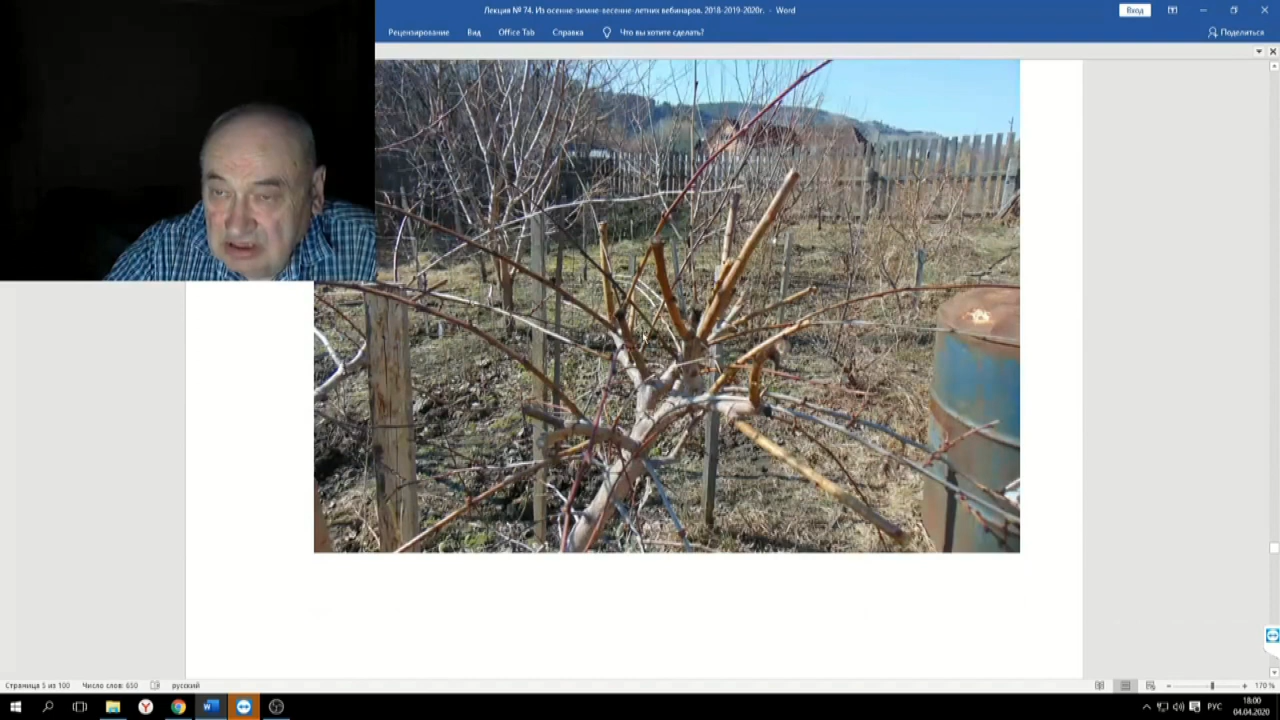 Лекция № 74. Из осенне-зимне-весенне-летних вебинаров. 2018-2019-2020г. - Word
Вход
Рецензирование Вид Office Tab Справка Что вы хотите сделать? Поделиться
Страница 5 из 100 Число слов: 650 русский 170 %
РУС
18:00
04.04.2020